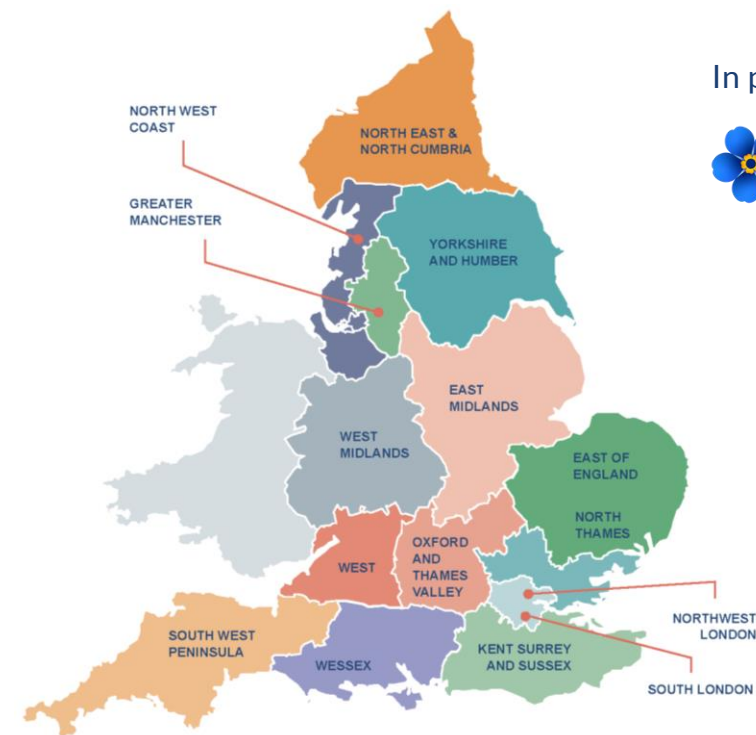 In p
NORTH WEST
COAST
NORTH EAST &
NORTH CUMBRIA
GREATER
MANCHESTER
YORKSHIRE
AND HUMBER
EAST
MIDLANDS
WEST
MIDLANDS
EAST OF
ENGLAND
NORTH
THAMES
OXFORD
AND
THAMES
VALLEY
WEST
NORTHWEST
LONDON
SOUTH WEST
PENINSULA
WESSEX
KENT SURREY
AND SUSSEX
SOUTH LONDON